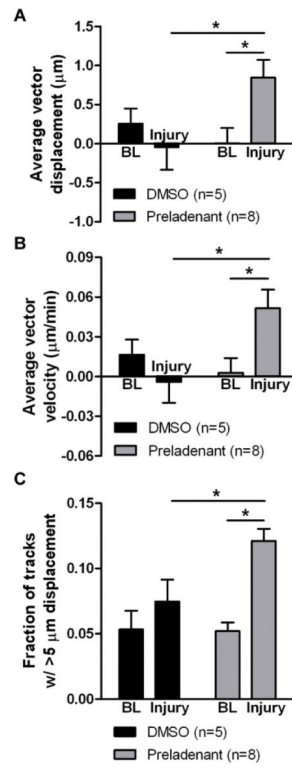 A
*
*
Average vector
displacement (μm)
1.5
1.0
0.5
0.0
-0.5
-1.0
BL
Injury
BL
Injury
DMSO (n=5)
Preladenant (n=8)
B
*
*
Average vector
velocity (μm/min)
0.09
0.06
0.03
0.00
-0.03
-0.06
BL
Injury
BL
Injury
DMSO (n=5)
Preladenant (n=8)
C
*
*
Fraction of tracks
w/ >5 μm displacement
0.15
0.10
0.05
0.00
BL Injury BL Injury
DMSO (n=5)
Preladenant (n=8)